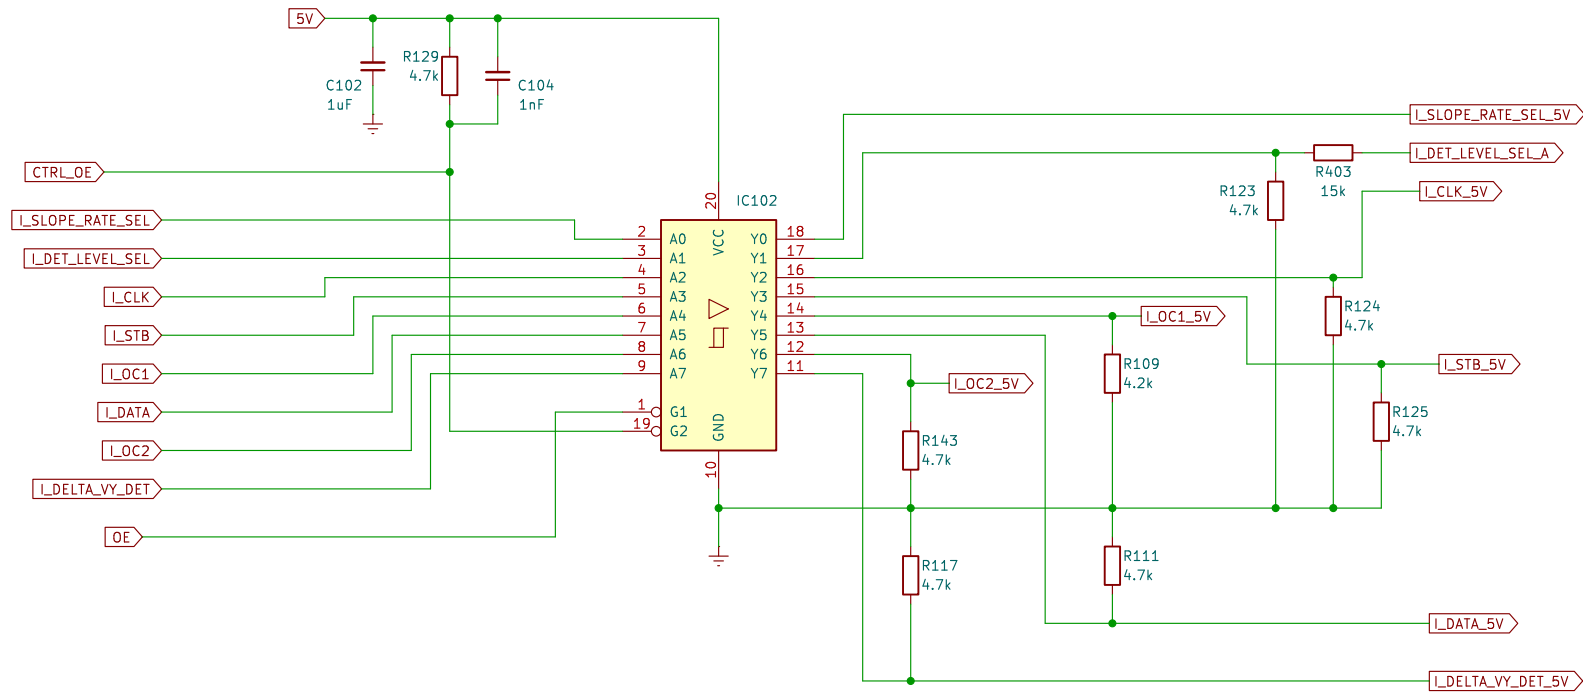 5V
R129
4.7k
C102
1uF
C104
1nF
CTRL_OE
I_SLOPE_RATE_SEL
I_DET_LEVEL_SEL
I_CLK
I_STB
I_OC1
I_DATA
I_OC2
I_DELTA_VY_DET
OE
IC102
20
VCC
2 A0 Y0 18
3 A1 Y1 17
4 A2 Y2 16
5 A3 Y3 15
6 A4 Y4 14
7 A5 Y5 13
8 A6 Y6 12
9 A7 Y7 11
1 G1
19 G2
GND
10
I_SLOPE_RATE_SEL_5V
I_DET_LEVEL_SEL_A
R403
15k
R123
4.7k
I_CLK_5V
R124
4.7k
I_OC1_5V
R109
4.2k
I_STB_5V
R125
4.7k
I_OC2_5V
R143
4.7k
R117
4.7k
R111
4.7k
I_DATA_5V
I_DELTA_VY_DET_5V